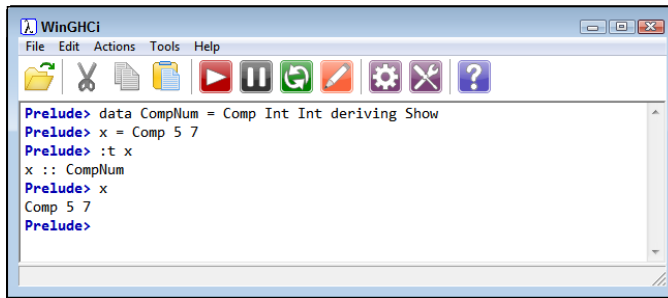 λ WinGHCi
File Edit Actions Tools Help
?
Prelude> data CompNum = Comp Int Int deriving Show
Prelude> x = Comp 5 7
Prelude> :t x
x :: CompNum
Prelude> x
Comp 5 7
Prelude>